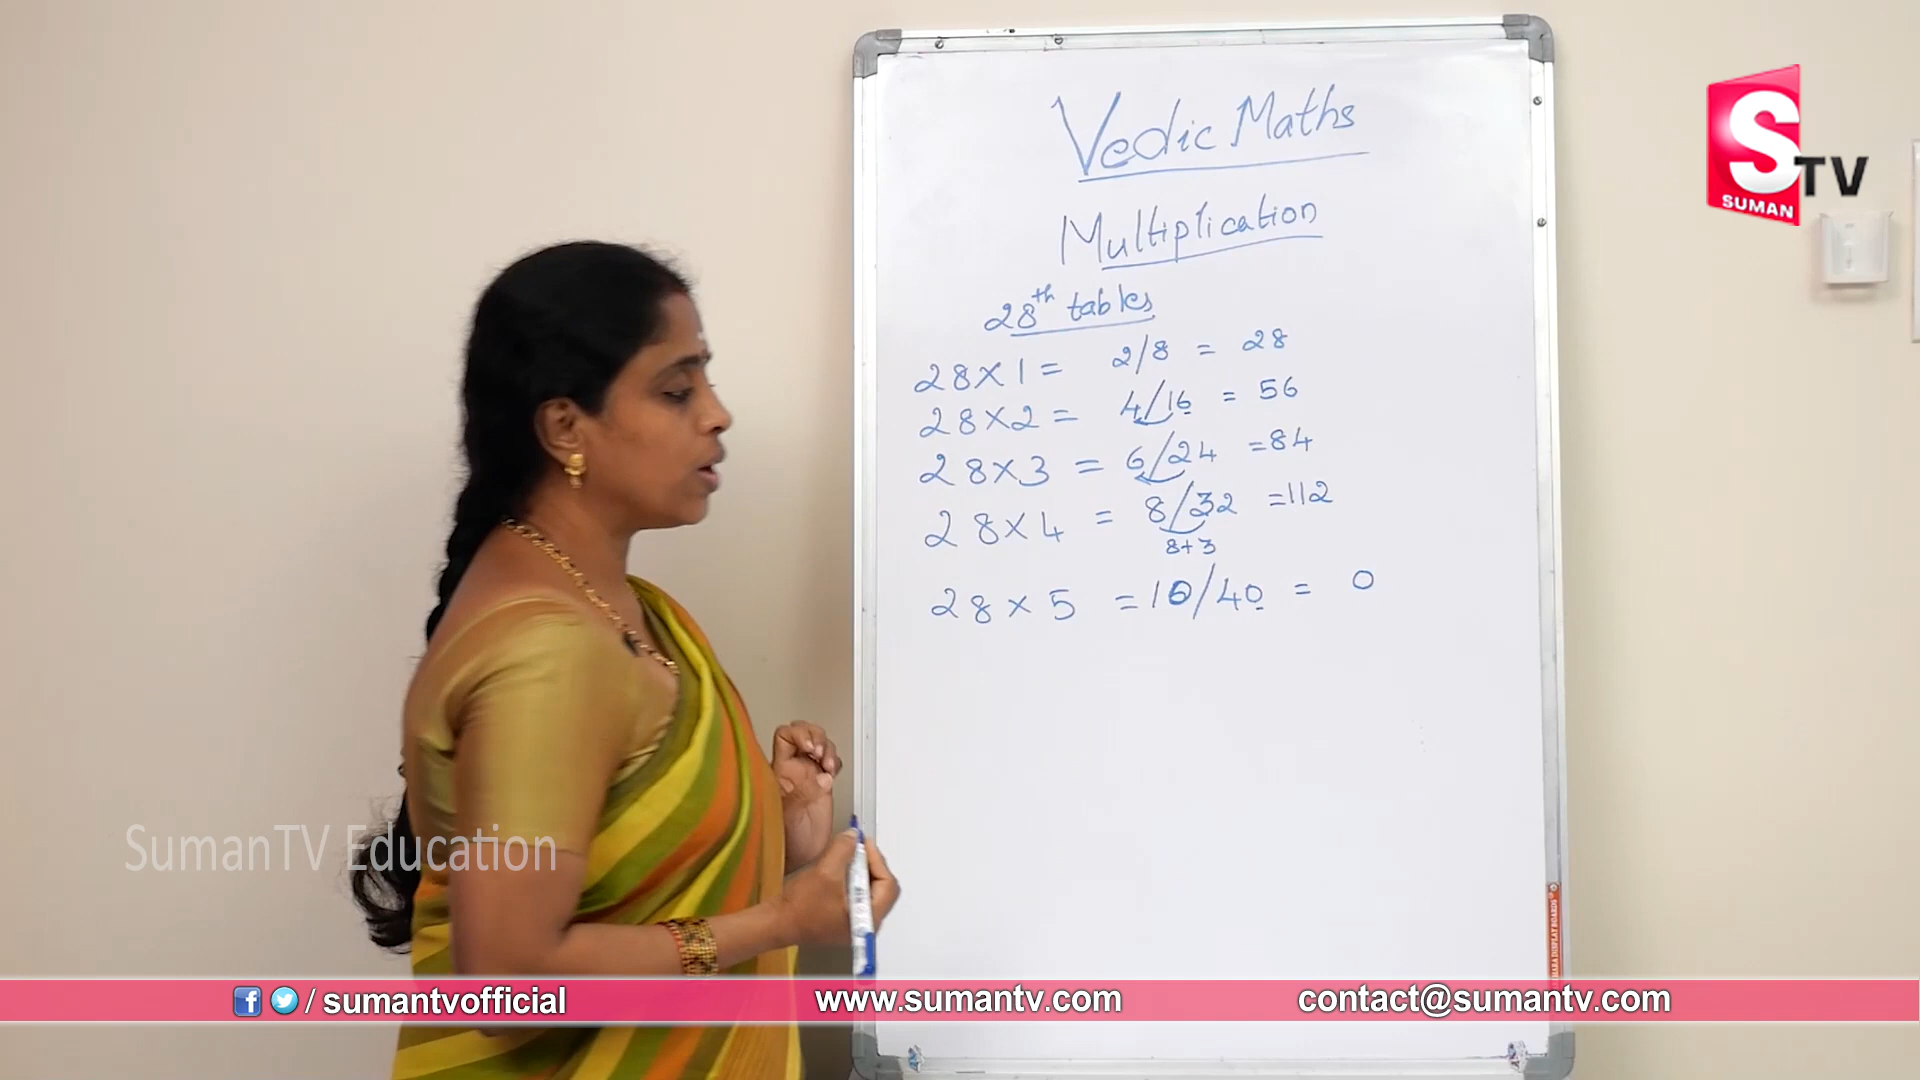 Vedic Maths
Multiplication
28th tables
28 × 1 = 2/8 = 28
28 × 2 = 4/16 = 56
28 × 3 = 6/24 = 84
28 × 4 = 8/32 = 112
8+3
28 × 5 = 10/40 = 0
S TV
SUMAN
SumanTV Education
/ sumantvofficial
www.sumantv.com
contact@sumantv.com